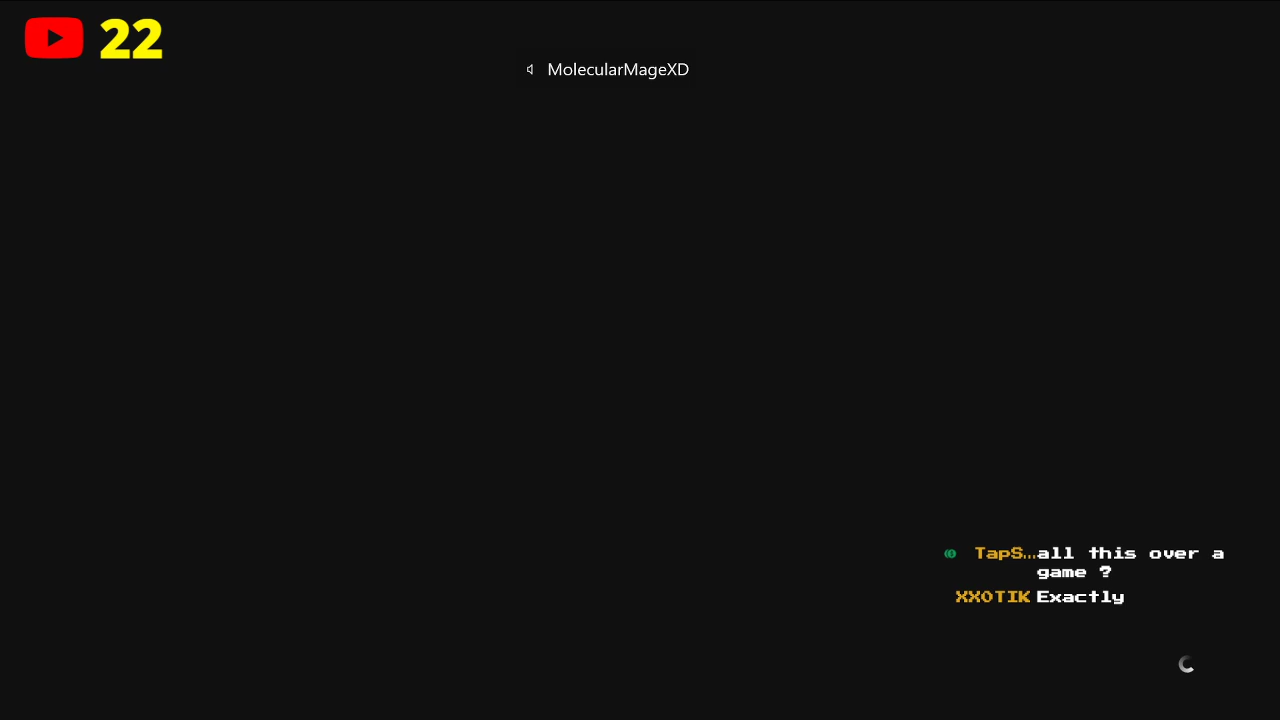 22
MolecularMageXD
TapS...all this over a
game ?
XXOTIK Exactly